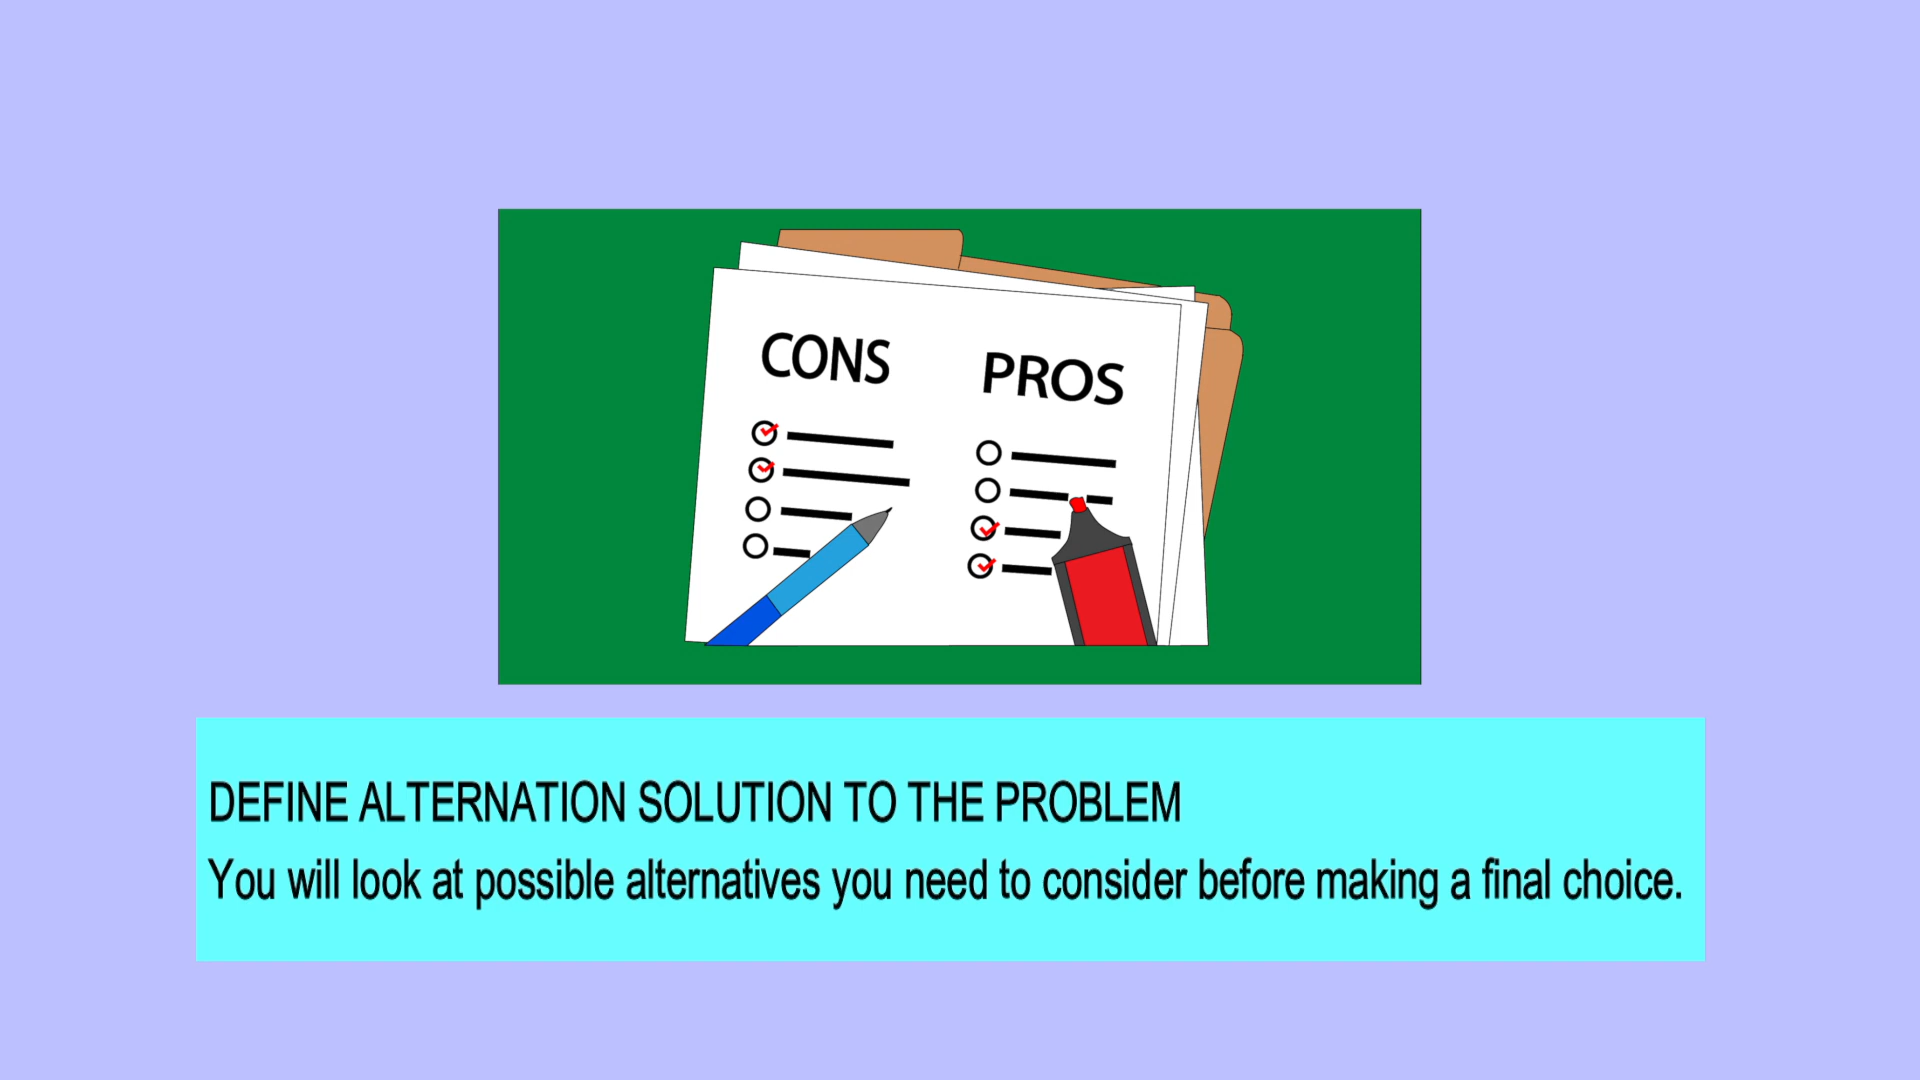 CONS
PROS
DEFINE ALTERNATION SOLUTION TO THE PROBLEM
You will look at possible alternatives you need to consider before making a final choice.